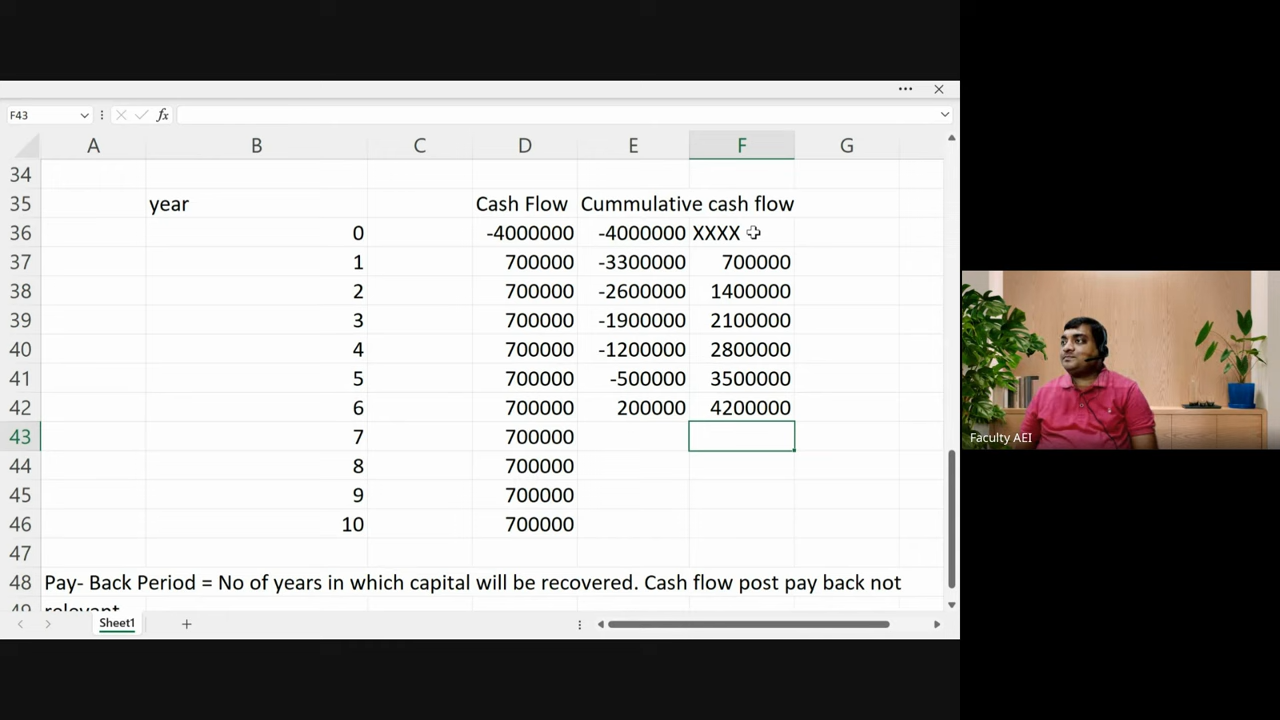 F43
fx
A B C D E F G
34
35 year Cash Flow Cummulative cash flow
36 0 -4000000 -4000000 XXXX
37 1 700000 -3300000 700000
38 2 700000 -2600000 1400000
39 3 700000 -1900000 2100000
40 4 700000 -1200000 2800000
41 5 700000 -500000 3500000
42 6 700000 200000 4200000
43 7 700000
44 8 700000
45 9 700000
46 10 700000
47
48 Pay- Back Period = No of years in which capital will be recovered. Cash flow post pay back not
49 relevant
Sheet1
Faculty AEI